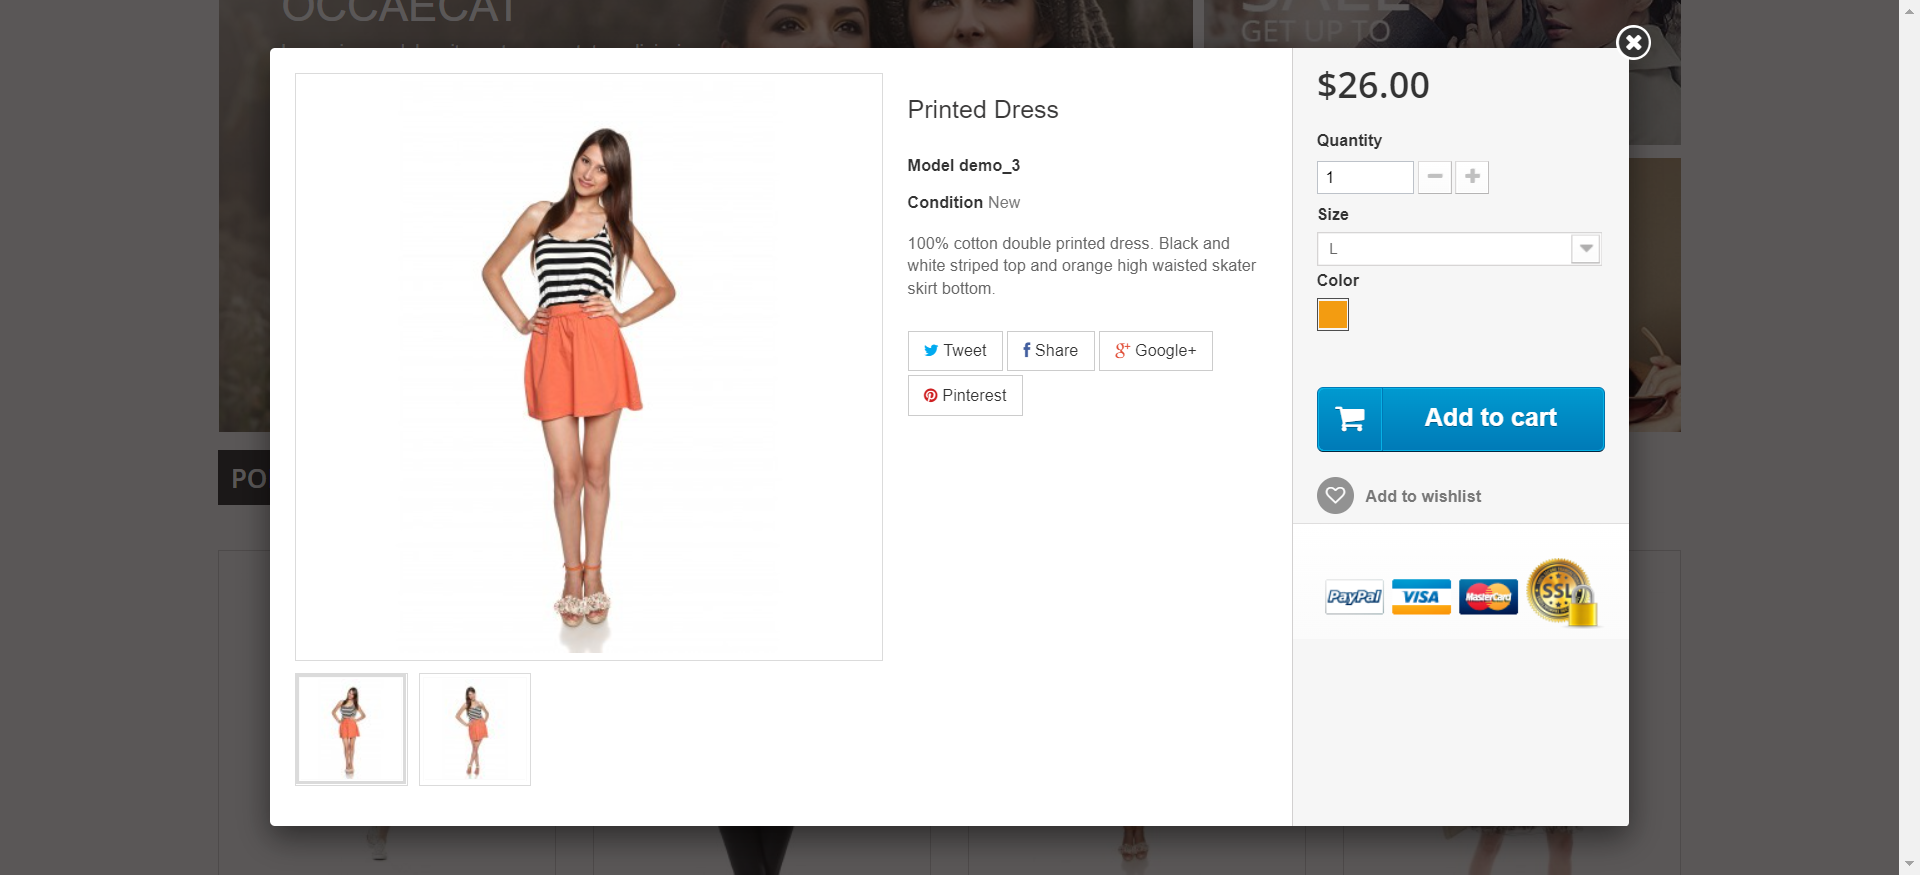 OCCAECAT
GET UP TO
$26.00
Printed Dress
Quantity
Model demo_3
1
Condition New
Size
100% cotton double printed dress. Black and
white striped top and orange high waisted skater
skirt bottom.
L
Color
Tweet
Share
Google+
Pinterest
Add to cart
PO
Add to wishlist
PayPal
VISA
MasterCard
SSL